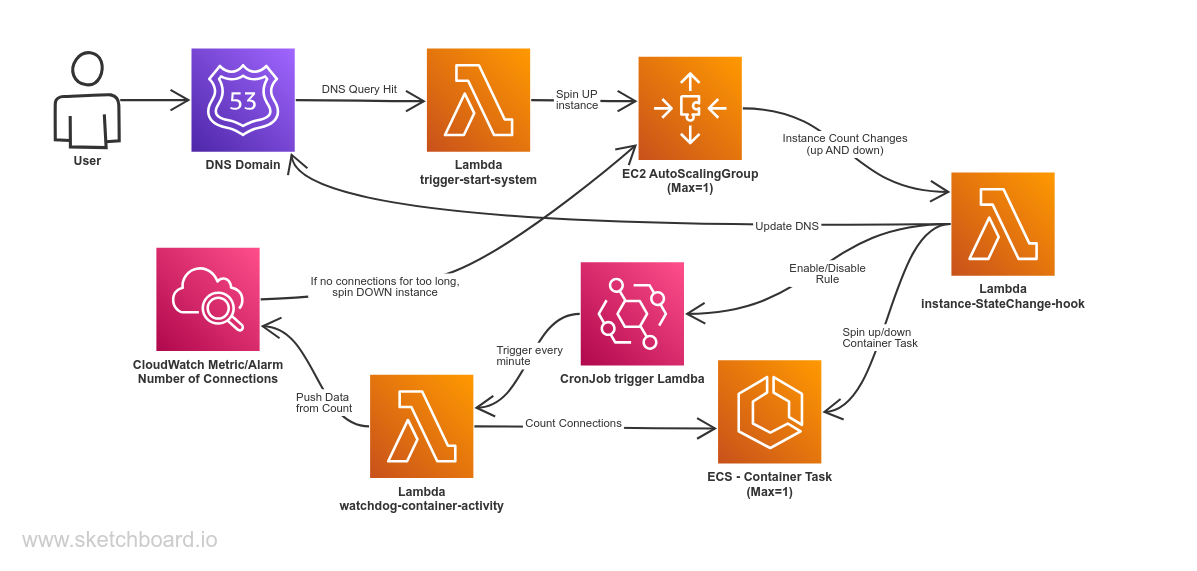 User
53
DNS Domain
DNS Query Hit
Lambda
trigger-start-system
Spin UP
instance
EC2 AutoScalingGroup
(Max=1)
Instance Count Changes
(up AND down)
Update DNS
Lambda
instance-StateChange-hook
Enable/Disable
Rule
If no connections for too long,
spin DOWN instance
CloudWatch Metric/Alarm
Number of Connections
CronJob trigger Lamdba
Trigger every
minute
Spin up/down
Container Task
Push Data
from Count
Count Connections
Lambda
watchdog-container-activity
ECS - Container Task
(Max=1)
www.sketchboard.io